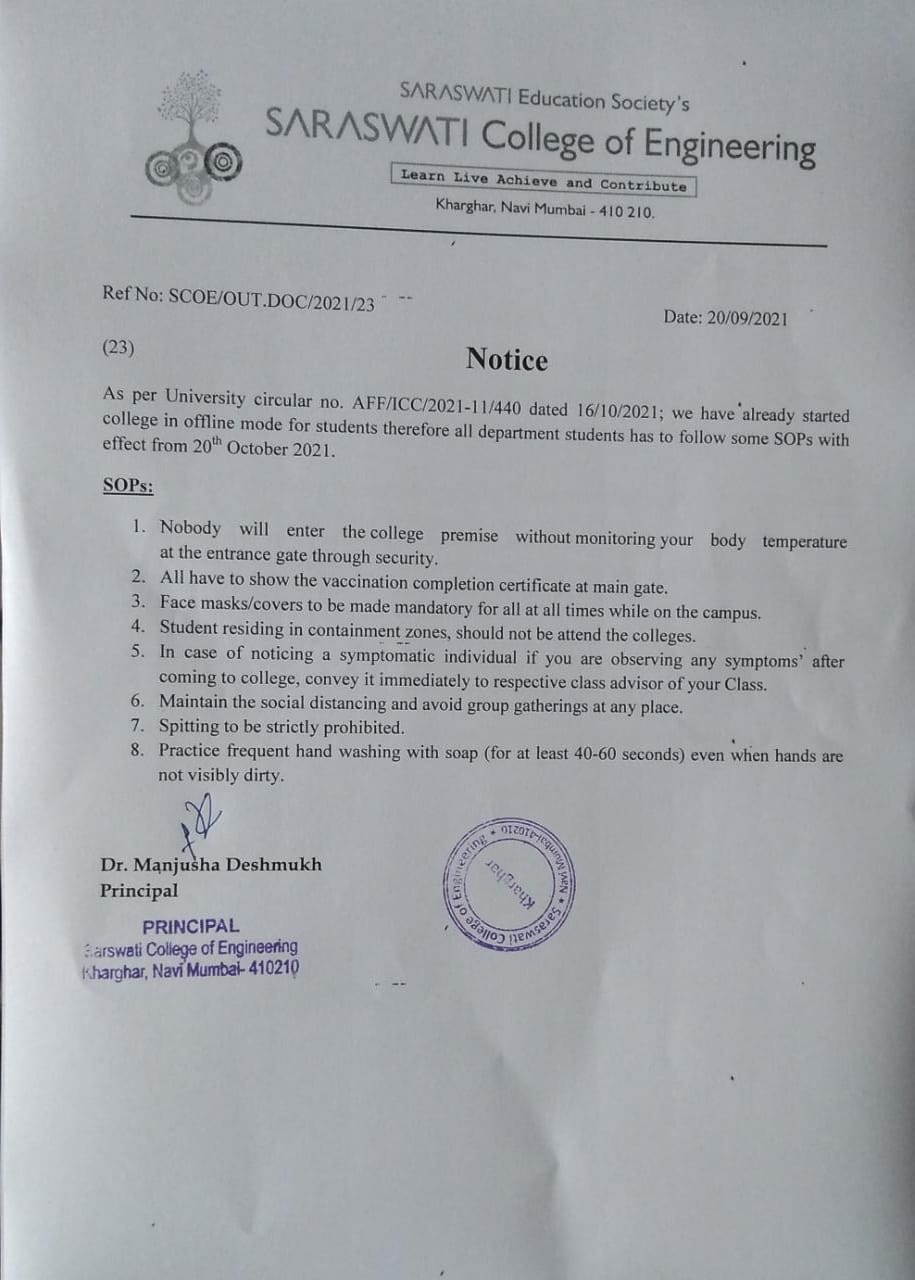 SARASWATI Education Society's
SARASWATI College of Engineering
Learn Live Achieve and Contribute
Kharghar, Navi Mumbai - 410 210.
Ref No: SCOE/OUT.DOC/2021/23
Date: 20/09/2021
(23)
Notice
As per University circular no. AFF/ICC/2021-11/440 dated 16/10/2021; we have already started
college in offline mode for students therefore all department students has to follow some SOPs with
effect from 20th October 2021.
SOPs:
1. Nobody will enter the college premise without monitoring your body temperature
at the entrance gate through security.
2. All have to show the vaccination completion certificate at main gate.
3. Face masks/covers to be made mandatory for all at all times while on the campus.
4. Student residing in containment zones, should not be attend the colleges.
5. In case of noticing a symptomatic individual if you are observing any symptoms' after
coming to college, convey it immediately to respective class advisor of your Class.
6. Maintain the social distancing and avoid group gatherings at any place.
7. Spitting to be strictly prohibited.
8. Practice frequent hand washing with soap (for at least 40-60 seconds) even when hands are
not visibly dirty.
Dr. Manjusha Deshmukh
Principal
PRINCIPAL
Sarswati College of Engineering
Kharghar, Navi Mumbai- 410210
Saraswati College of Engineering * Navi Mumbai-410210 *
Kharghar